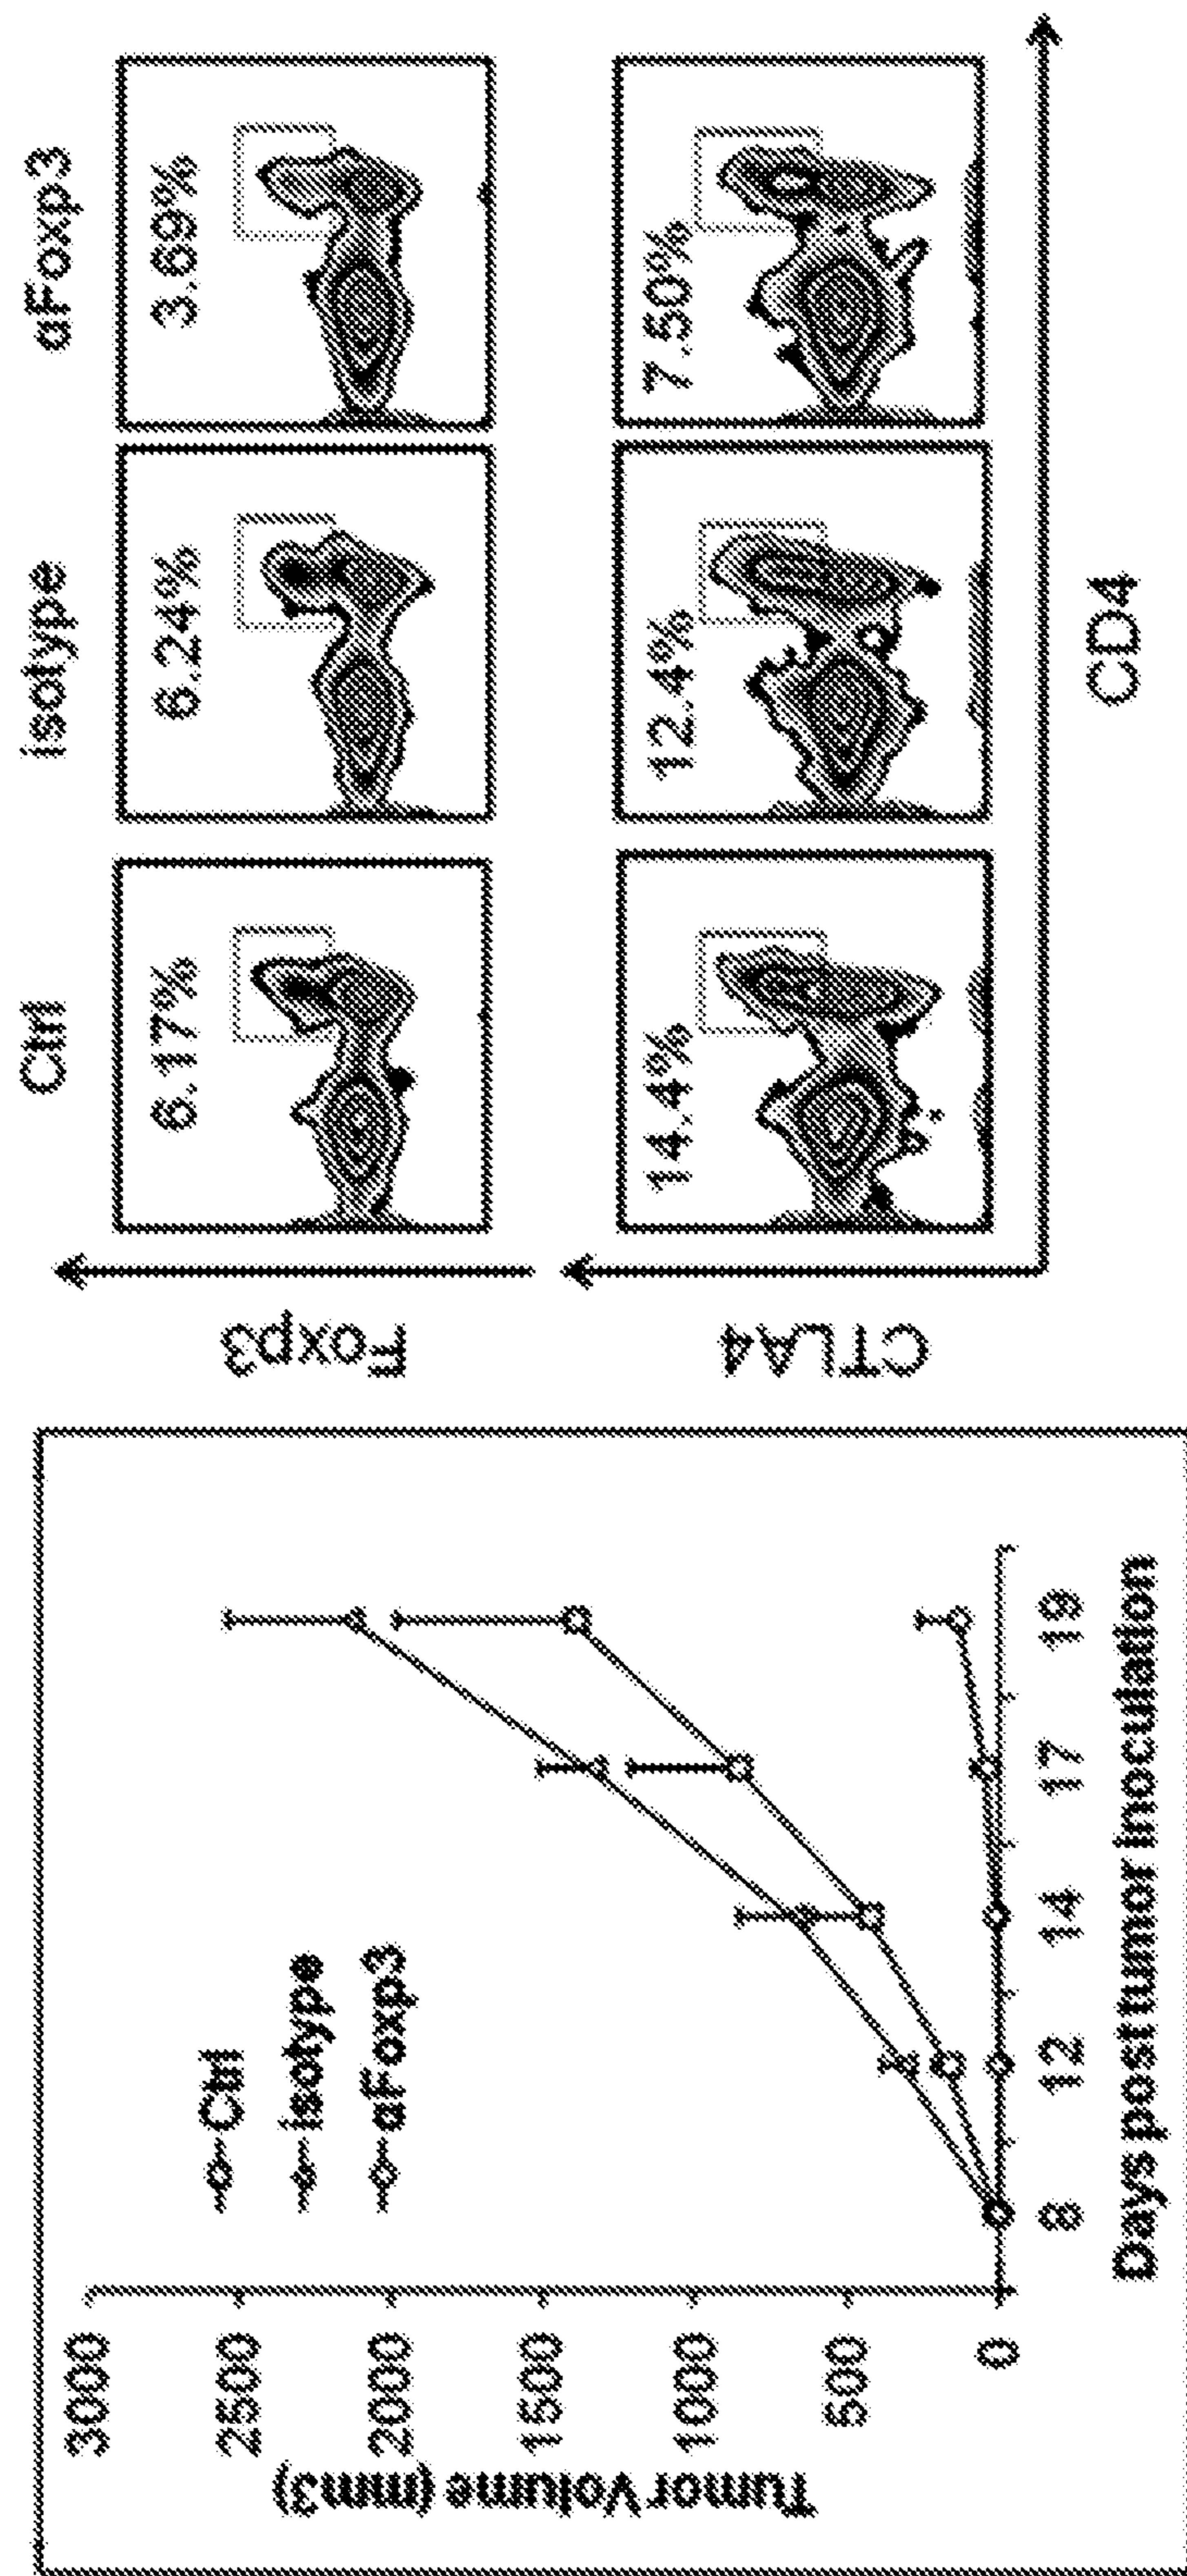 Tumor Volume (mm3)
3000
2500
2000
1500
1000
500
0
Ctrl
isotype
aFoxp3
8 12 14 17 19
Days post tumor inoculation
Ctrl isotype aFoxp3
Foxp3
6.17% 6.24% 3.69%
CTLA4
14.4% 12.4% 7.50%
CD4